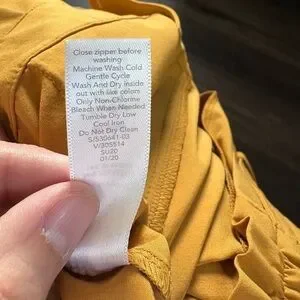 Close zipper before
washing
Machine Wash Cold
Gentle Cycle
Wash And Dry inside
out with like colors
Only Non-Chlorine
Bleach When Needed
Tumble Dry Low
Cool Iron
Do Not Dry Clean
S/530641-03
V/305514
SU20
01/20